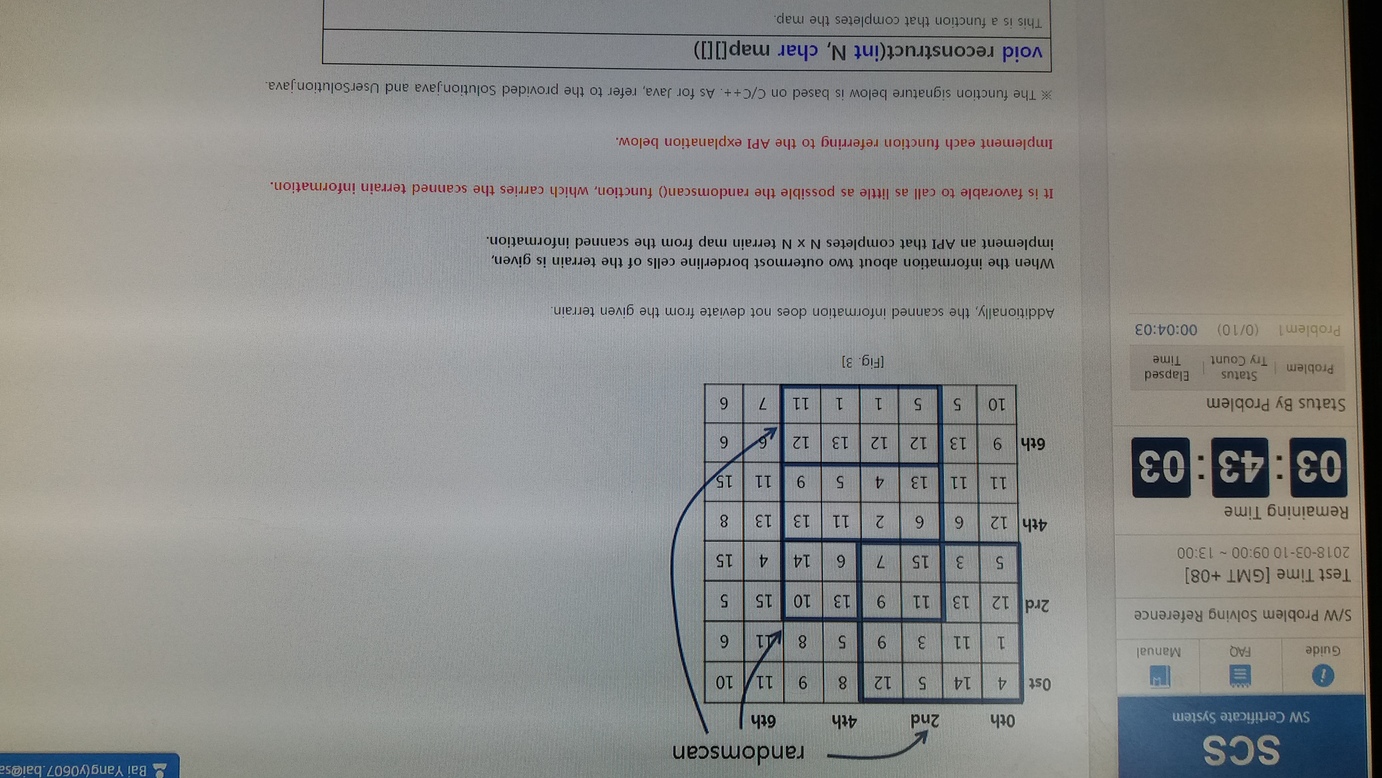 SCS
SW Certificate System
Guide
FAQ
Manual
S/W Problem Solving Reference
Test Time [GMT +08]
2018-03-10 09:00 ~ 13:00
Remaining Time
03 : 43 : 03
Status By Problem
Problem
Status
Try Count
Elapsed
Time
Problem1 (0/10) 00:04:03
Bai Yang(y0607.bai@sa
randomscan
0th 2nd 4th 6th
0st 4 14 5 12 8 9 11 10
1 11 3 9 5 8 11 6
2rd 12 13 11 9 13 10 15 5
5 3 15 7 6 14 4 15
4th 12 6 6 2 11 13 13 8
11 11 13 4 5 9 11 15
6th 9 13 12 12 13 12 6 6
10 5 5 1 1 11 7 6
[Fig. 3]
Additionally, the scanned information does not deviate from the given terrain.
When the information about two outermost borderline cells of the terrain is given,
implement an API that completes N x N terrain map from the scanned information.
It is favorable to call as little as possible the randomscan() function, which carries the scanned terrain information.
Implement each function referring to the API explanation below.
※ The function signature below is based on C/C++. As for Java, refer to the provided Solution.java and UserSolution.java.
void reconstruct(int N, char map[][])
This is a function that completes the map.